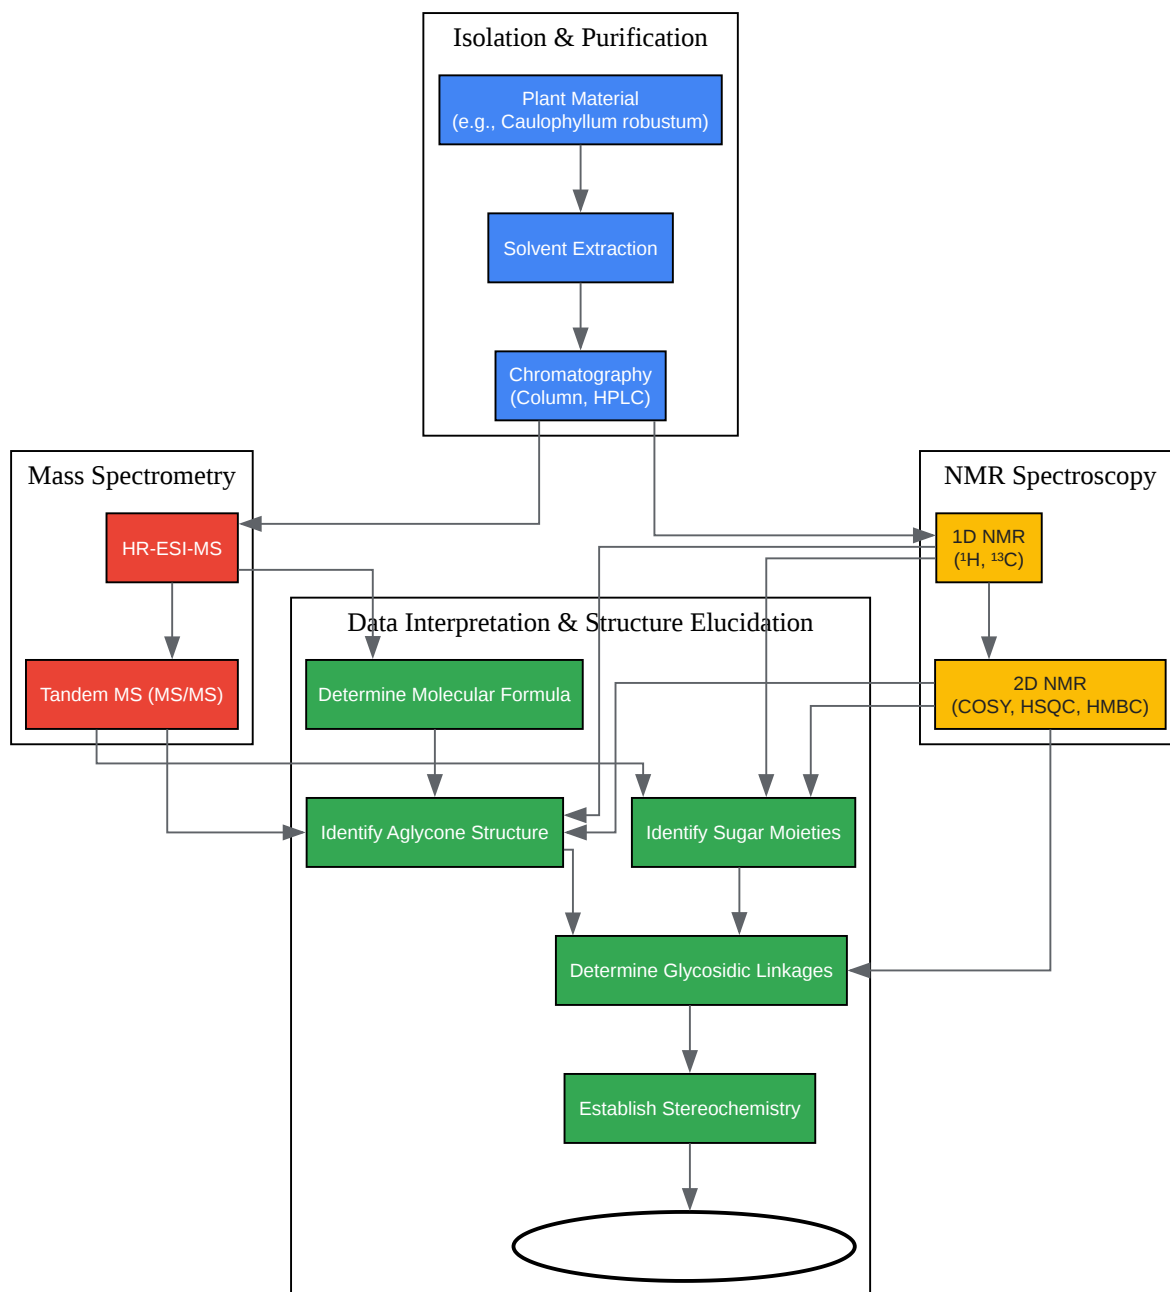 Isolation & Purification
Plant Material
(e.g., Caulophyllum robustum)
Solvent Extraction
Chromatography
(Column, HPLC)
Mass Spectrometry
HR-ESI-MS
Tandem MS (MS/MS)
NMR Spectroscopy
1D NMR
(¹H, ¹³C)
2D NMR
(COSY, HSQC, HMBC)
Data Interpretation & Structure Elucidation
Determine Molecular Formula
Identify Aglycone Structure
Identify Sugar Moieties
Determine Glycosidic Linkages
Establish Stereochemistry